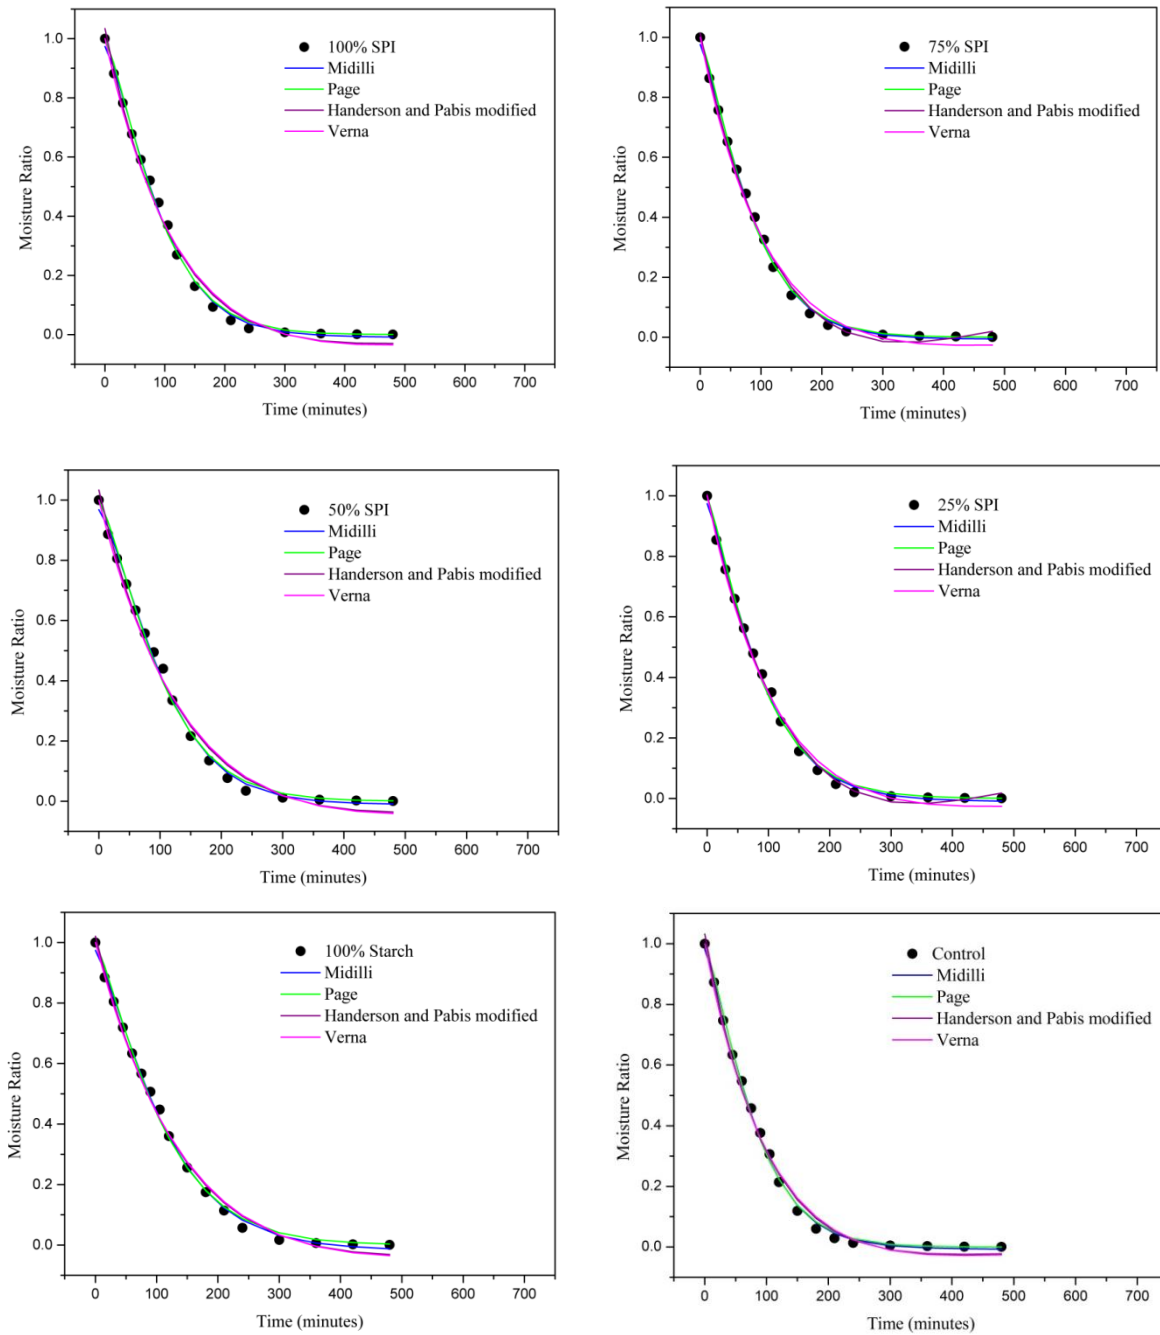 1.0
0.8
0.6
0.4
0.2
0.0
Moisture Ratio
100% SPI
Midilli
Page
Handerson and Pabis modified
Verna
0 100 200 300 400 500 600 700
Time (minutes)
1.0
0.8
0.6
0.4
0.2
0.0
Moisture Ratio
75% SPI
Midilli
Page
Handerson and Pabis modified
Verna
0 100 200 300 400 500 600 700
Time (minutes)
1.0
0.8
0.6
0.4
0.2
0.0
Moisture Ratio
50% SPI
Midilli
Page
Handerson and Pabis modified
Verna
0 100 200 300 400 500 600 700
Time (minutes)
1.0
0.8
0.6
0.4
0.2
0.0
Moisture Ratio
25% SPI
Midilli
Page
Handerson and Pabis modified
Verna
0 100 200 300 400 500 600 700
Time (minutes)
1.0
0.8
0.6
0.4
0.2
0.0
Moisture Ratio
100% Starch
Midilli
Page
Handerson and Pabis modified
Verna
0 100 200 300 400 500 600 700
Time (minutes)
1.0
0.8
0.6
0.4
0.2
0.0
Moisture Ratio
Control
Midilli
Page
Handerson and Pabis modified
Verna
0 100 200 300 400 500 600 700
Time (minutes)